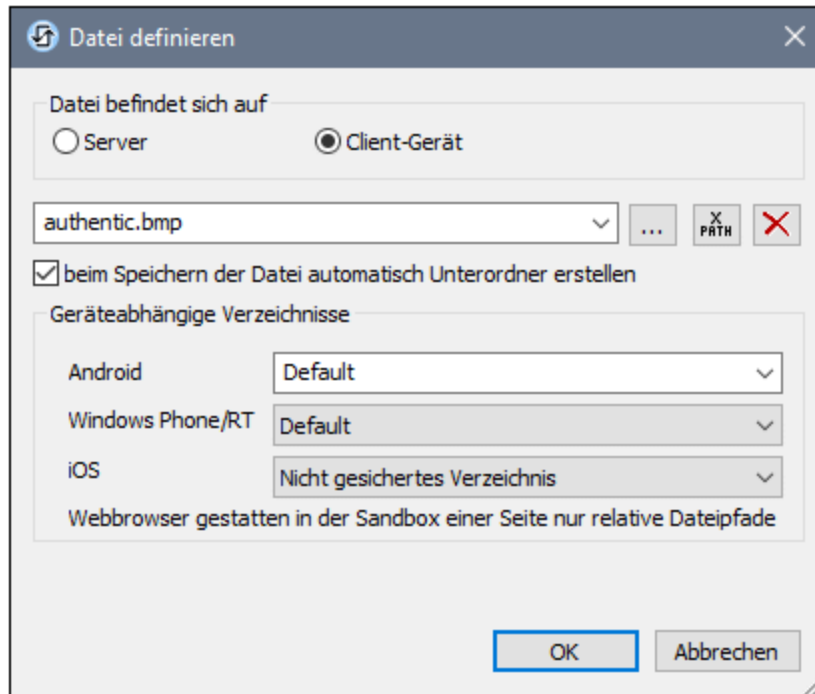 Datei definieren
Datei befindet sich auf
Server
Client-Gerät
authentic.bmp
...
X
PATH
beim Speichern der Datei automatisch Unterordner erstellen
Geräteabhängige Verzeichnisse
Android
Default
Windows Phone/RT
Default
iOS
Nicht gesichertes Verzeichnis
Webbrowser gestatten in der Sandbox einer Seite nur relative Dateipfade
OK
Abbrechen